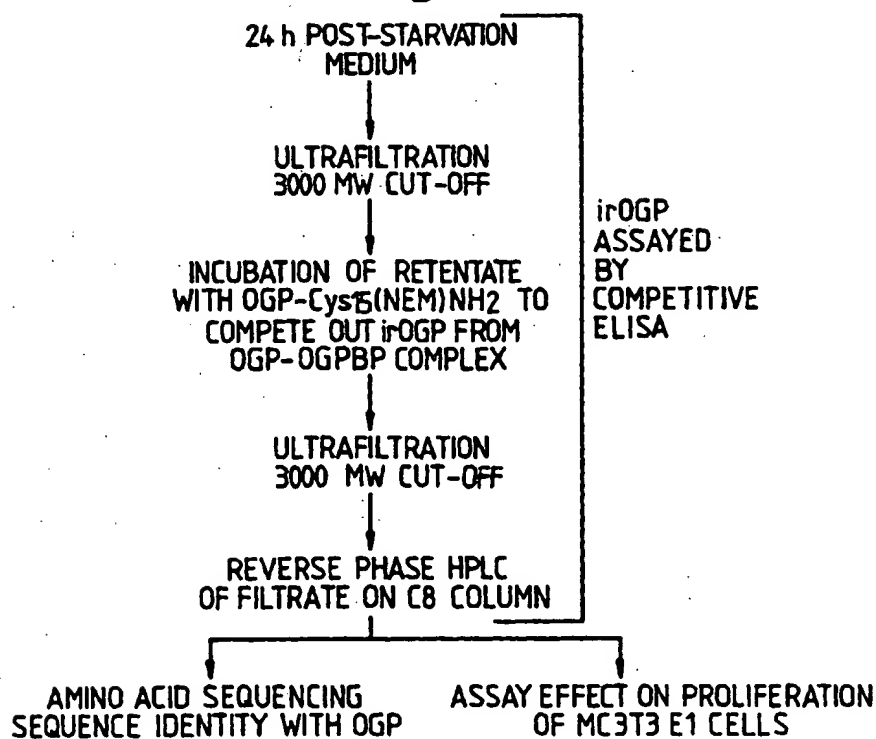 24 h POST-STARVATION
MEDIUM
ULTRAFILTRATION
3000 MW CUT-OFF
INCUBATION OF RETENTATE
WITH OGP-Cys15(NEM)NH2 TO
COMPETE OUT irOGP FROM
OGP-OGPBP COMPLEX
ULTRAFILTRATION
3000 MW CUT-OFF
REVERSE PHASE HPLC
OF FILTRATE ON C8 COLUMN
irOGP
ASSAYED
BY
COMPETITIVE
ELISA
AMINO ACID SEQUENCING
SEQUENCE IDENTITY WITH OGP
ASSAY EFFECT ON PROLIFERATION
OF MC3T3 E1 CELLS